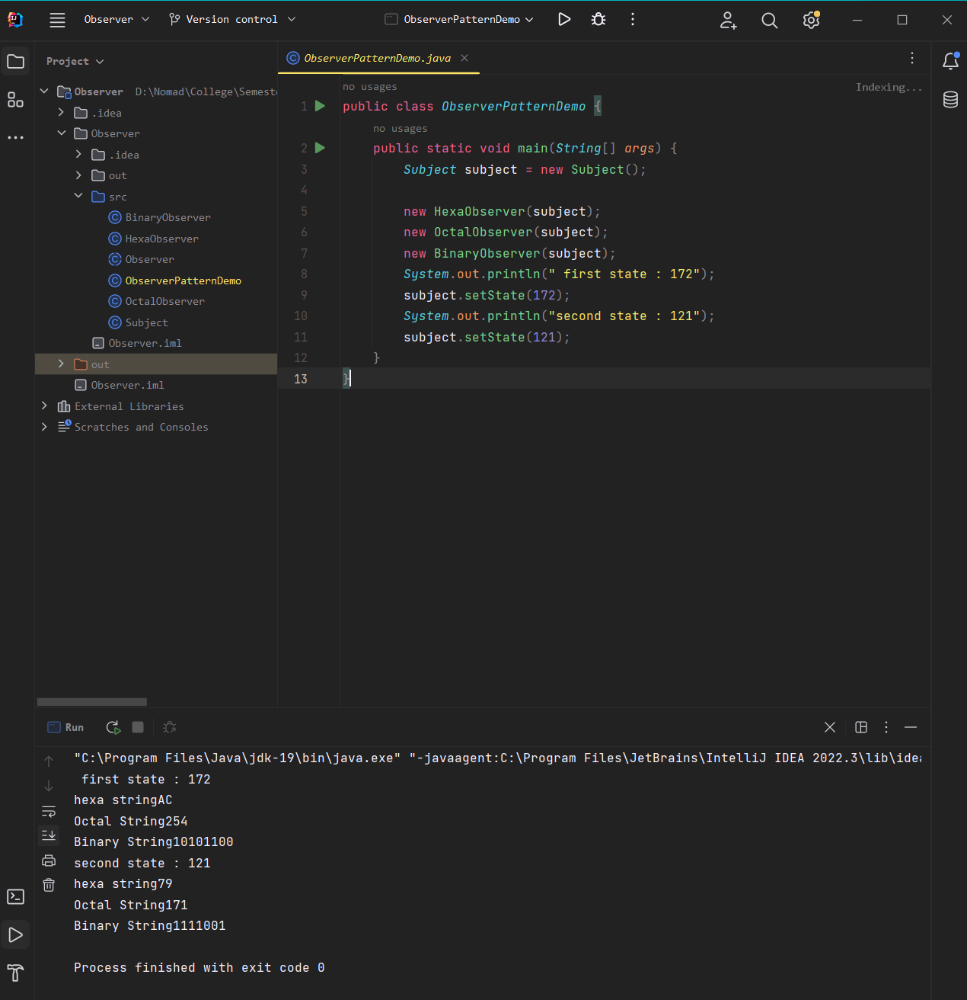 Observer
Version control
ObserverPatternDemo
Project
Observer D:\Nomad\College\Semeste
.idea
Observer
.idea
out
src
BinaryObserver
HexaObserver
Observer
ObserverPatternDemo
OctalObserver
Subject
Observer.iml
out
Observer.iml
External Libraries
Scratches and Consoles
ObserverPatternDemo.java
Indexing...
no usages
1 public class ObserverPatternDemo {
no usages
2 public static void main(String[] args) {
3 Subject subject = new Subject();
4
5 new HexaObserver(subject);
6 new OctalObserver(subject);
7 new BinaryObserver(subject);
8 System.out.println(" first state : 172");
9 subject.setState(172);
10 System.out.println("second state : 121");
11 subject.setState(121);
12 }
13 }
Run
"C:\Program Files\Java\jdk-19\bin\java.exe" "-javaagent:C:\Program Files\JetBrains\IntelliJ IDEA 2022.3\lib\idea
first state : 172
hexa stringAC
Octal String254
Binary String10101100
second state : 121
hexa string79
Octal String171
Binary String1111001
Process finished with exit code 0